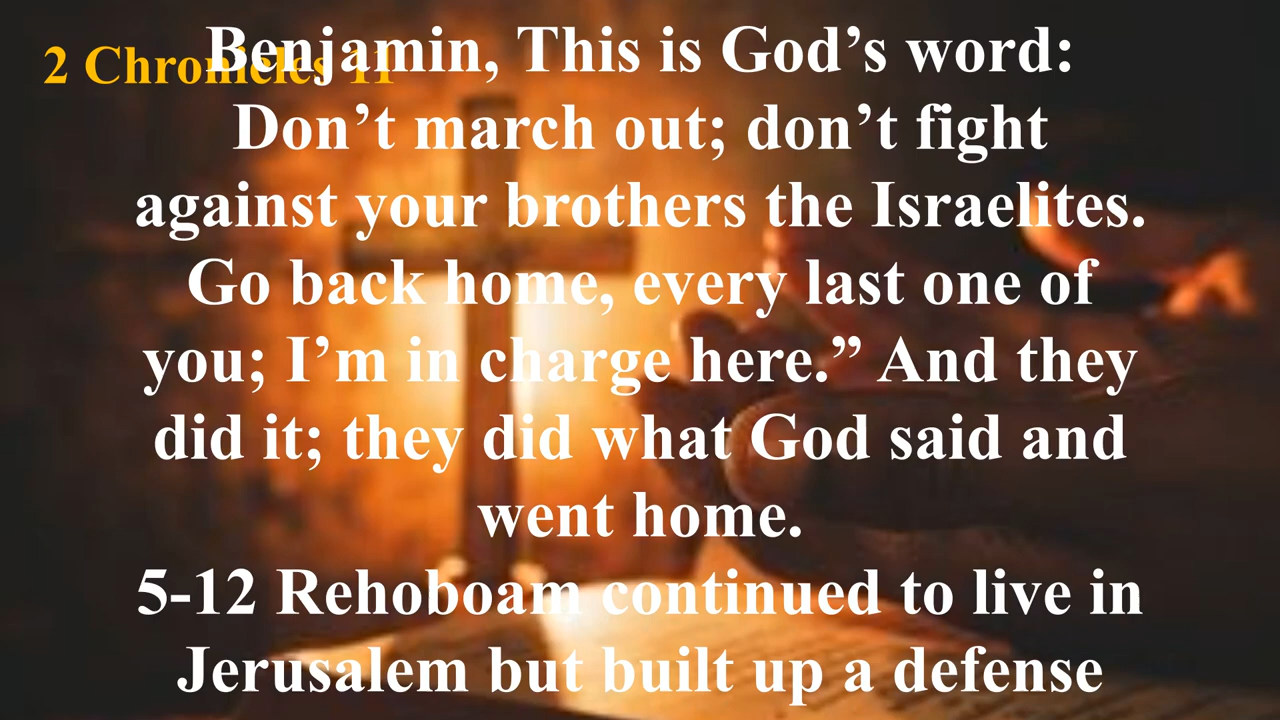 2 Chronicles 11
Benjamin, This is God’s word:
Don’t march out; don’t fight
against your brothers the Israelites.
Go back home, every last one of
you; I’m in charge here.” And they
did it; they did what God said and
went home.
5-12 Rehoboam continued to live in
Jerusalem but built up a defense